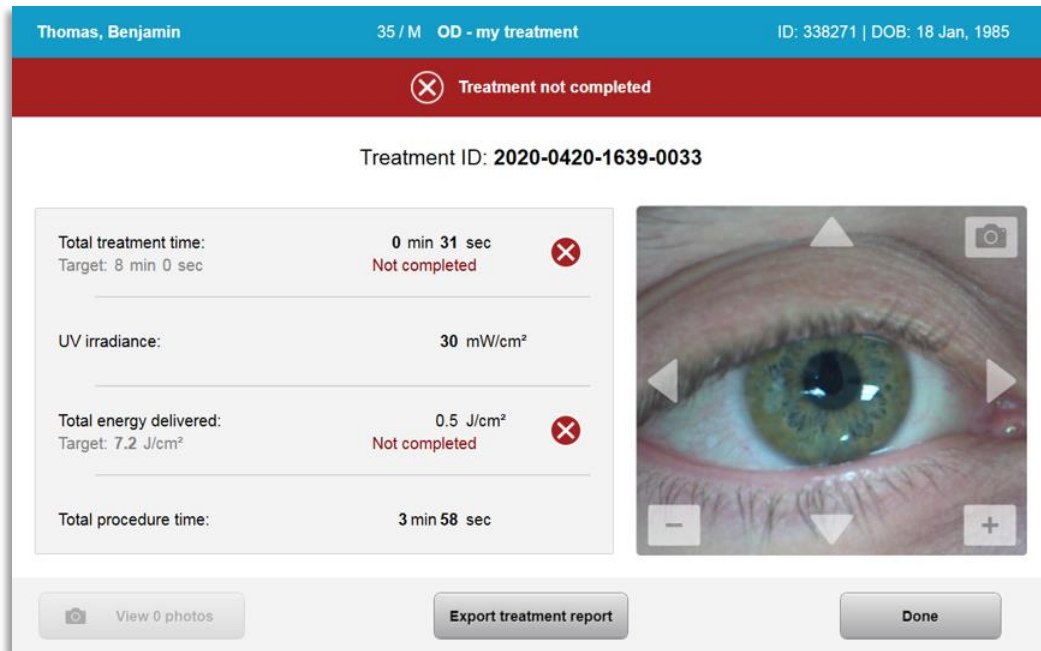 Thomas, Benjamin 35 / M OD - my treatment ID: 338271 | DOB: 18 Jan, 1985
Treatment not completed
Treatment ID: 2020-0420-1639-0033
Total treatment time: 0 min 31 sec
Target: 8 min 0 sec Not completed
UV irradiance: 30 mW/cm²
Total energy delivered: 0.5 J/cm²
Target: 7.2 J/cm² Not completed
Total procedure time: 3 min 58 sec
View 0 photos Export treatment report Done